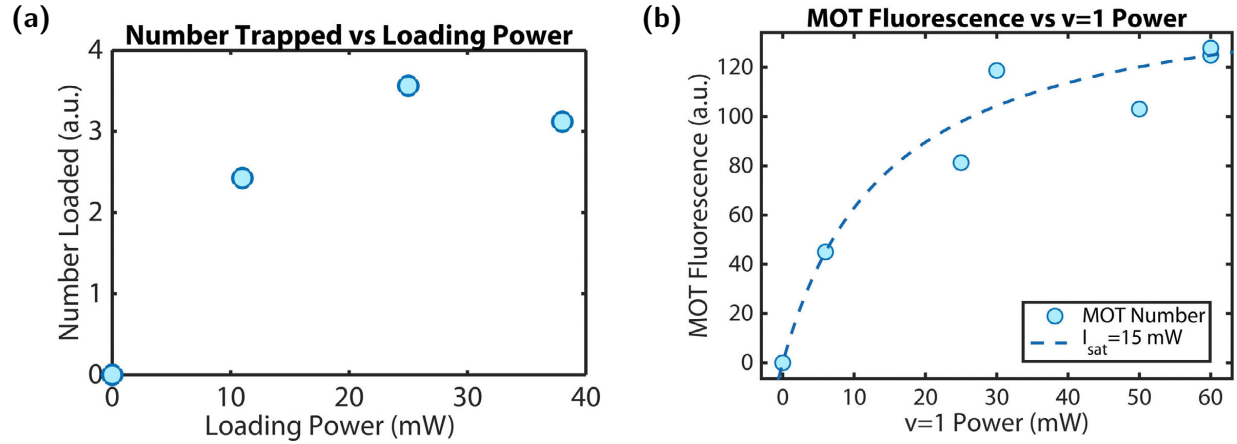 (a)
Number Trapped vs Loading Power
Number Loaded (a.u.)
4
3
2
1
0
0 10 20 30 40
Loading Power (mW)
(b)
MOT Fluorescence vs v=1 Power
MOT Fluorescence (a.u.)
120
100
80
60
40
20
0
MOT Number
I_sat=15 mW
0 10 20 30 40 50 60
v=1 Power (mW)